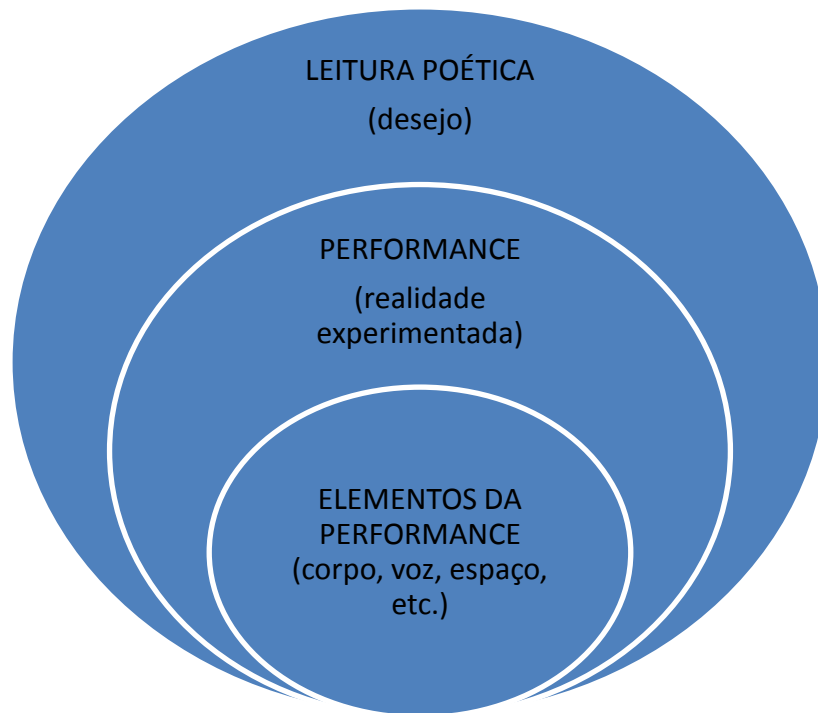 LEITURA POÉTICA
(desejo)
PERFORMANCE
(realidade
experimentada)
ELEMENTOS DA
PERFORMANCE
(corpo, voz, espaço,
etc.)